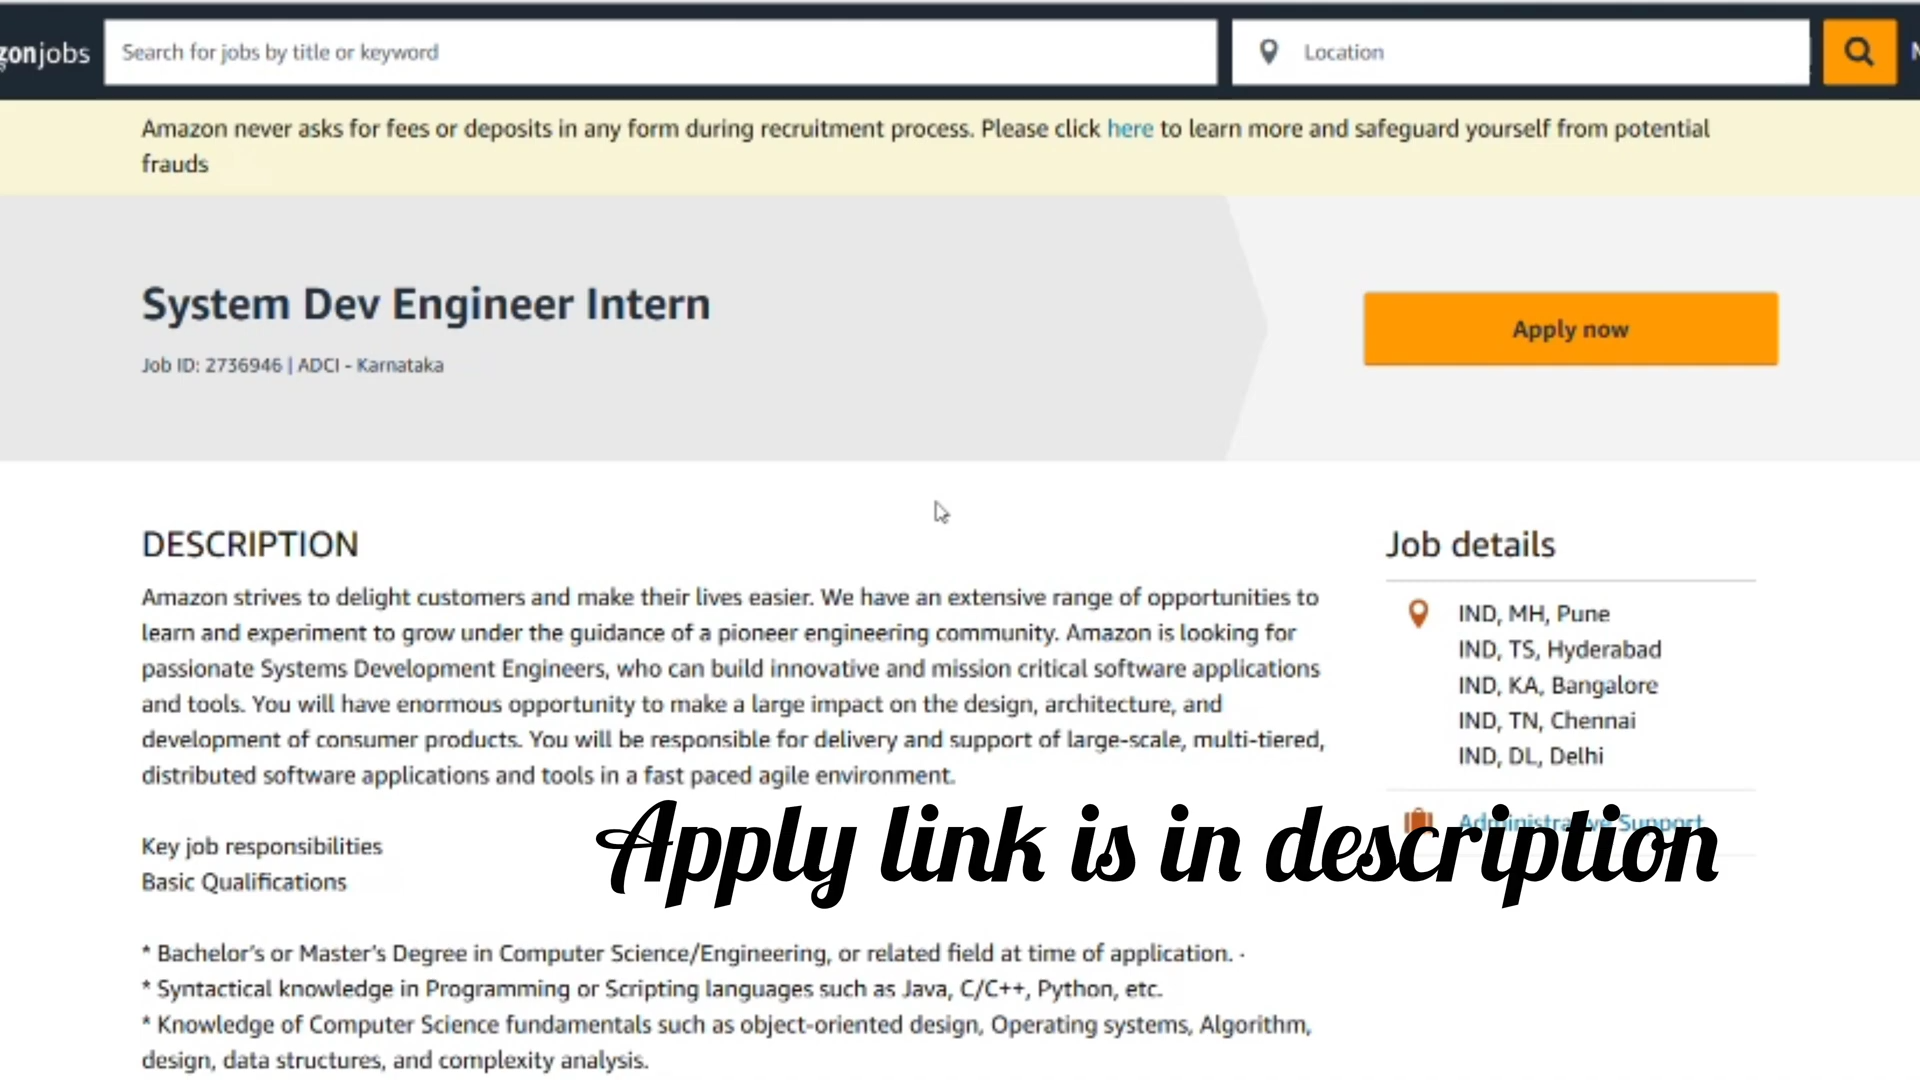 zonjobs
Search for jobs by title or keyword
Location
Amazon never asks for fees or deposits in any form during recruitment process. Please click here to learn more and safeguard yourself from potential
frauds
System Dev Engineer Intern
Job ID: 2736946 | ADCI - Karnataka
Apply now
DESCRIPTION
Amazon strives to delight customers and make their lives easier. We have an extensive range of opportunities to
learn and experiment to grow under the guidance of a pioneer engineering community. Amazon is looking for
passionate Systems Development Engineers, who can build innovative and mission critical software applications
and tools. You will have enormous opportunity to make a large impact on the design, architecture, and
development of consumer products. You will be responsible for delivery and support of large-scale, multi-tiered,
distributed software applications and tools in a fast paced agile environment.
Key job responsibilities
Basic Qualifications
* Bachelor's or Master's Degree in Computer Science/Engineering, or related field at time of application. ·
* Syntactical knowledge in Programming or Scripting languages such as Java, C/C++, Python, etc.
* Knowledge of Computer Science fundamentals such as object-oriented design, Operating systems, Algorithm,
design, data structures, and complexity analysis.
Job details
IND, MH, Pune
IND, TS, Hyderabad
IND, KA, Bangalore
IND, TN, Chennai
IND, DL, Delhi
Administrative Support
Apply link is in description